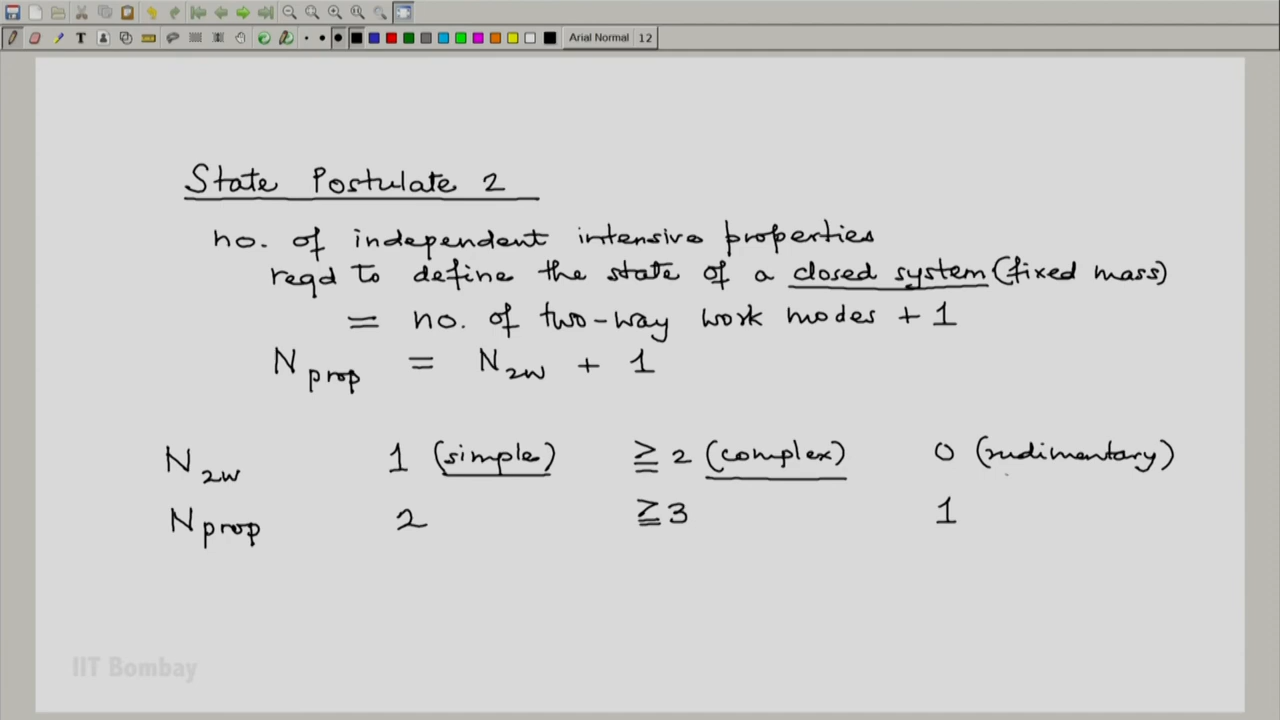 Arial Normal 12
State Postulate 2
no. of independent intensive properties
reqd to define the state of a closed system (fixed mass)
= no. of two-way work modes + 1
N prop = N 2W + 1
N 2W 1 (simple) ≧ 2 (complex) 0 (rudimentary)
N prop 2 ≧ 3 1
IIT Bombay